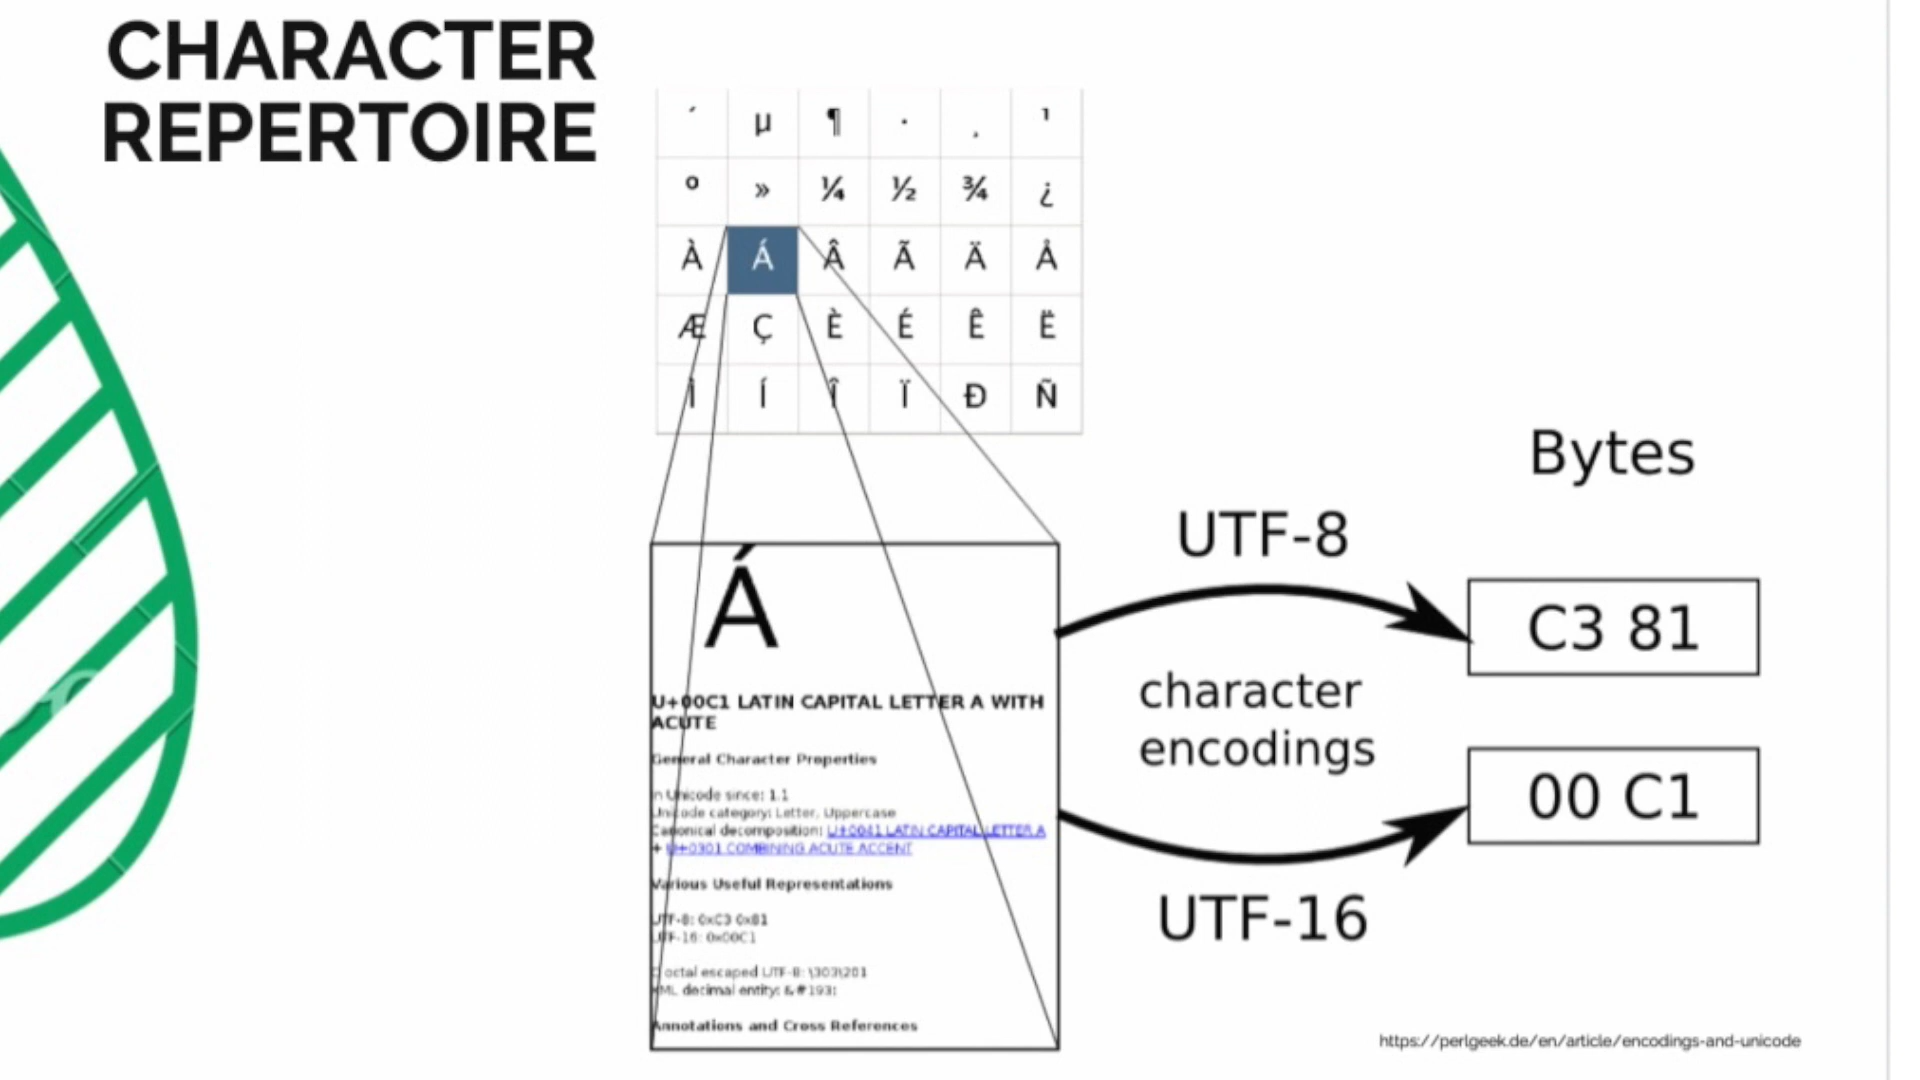 CHARACTER
REPERTOIRE
´ µ ¶ · ¸ ¹
º » ¼ ½ ¾ ¿
À Á Â Ã Ä Å
Æ Ç È É Ê Ë
Ì Í Î Ï Ð Ñ
Á
U+00C1 LATIN CAPITAL LETTER A WITH
ACUTE
General Character Properties
In Unicode since: 1.1
Unicode category: Letter, Uppercase
Canonical decomposition: U+0041 LATIN CAPITAL LETTER A
+ U+0301 COMBINING ACUTE ACCENT
Various Useful Representations
UTF-8: 0xC3 0x81
UTF-16: 0x00C1
C octal escaped UTF-8: \303\201
XML decimal entity: &#193;
Annotations and Cross References
Bytes
UTF-8
C3 81
character
encodings
00 C1
UTF-16
https://perlgeek.de/en/article/encodings-and-unicode